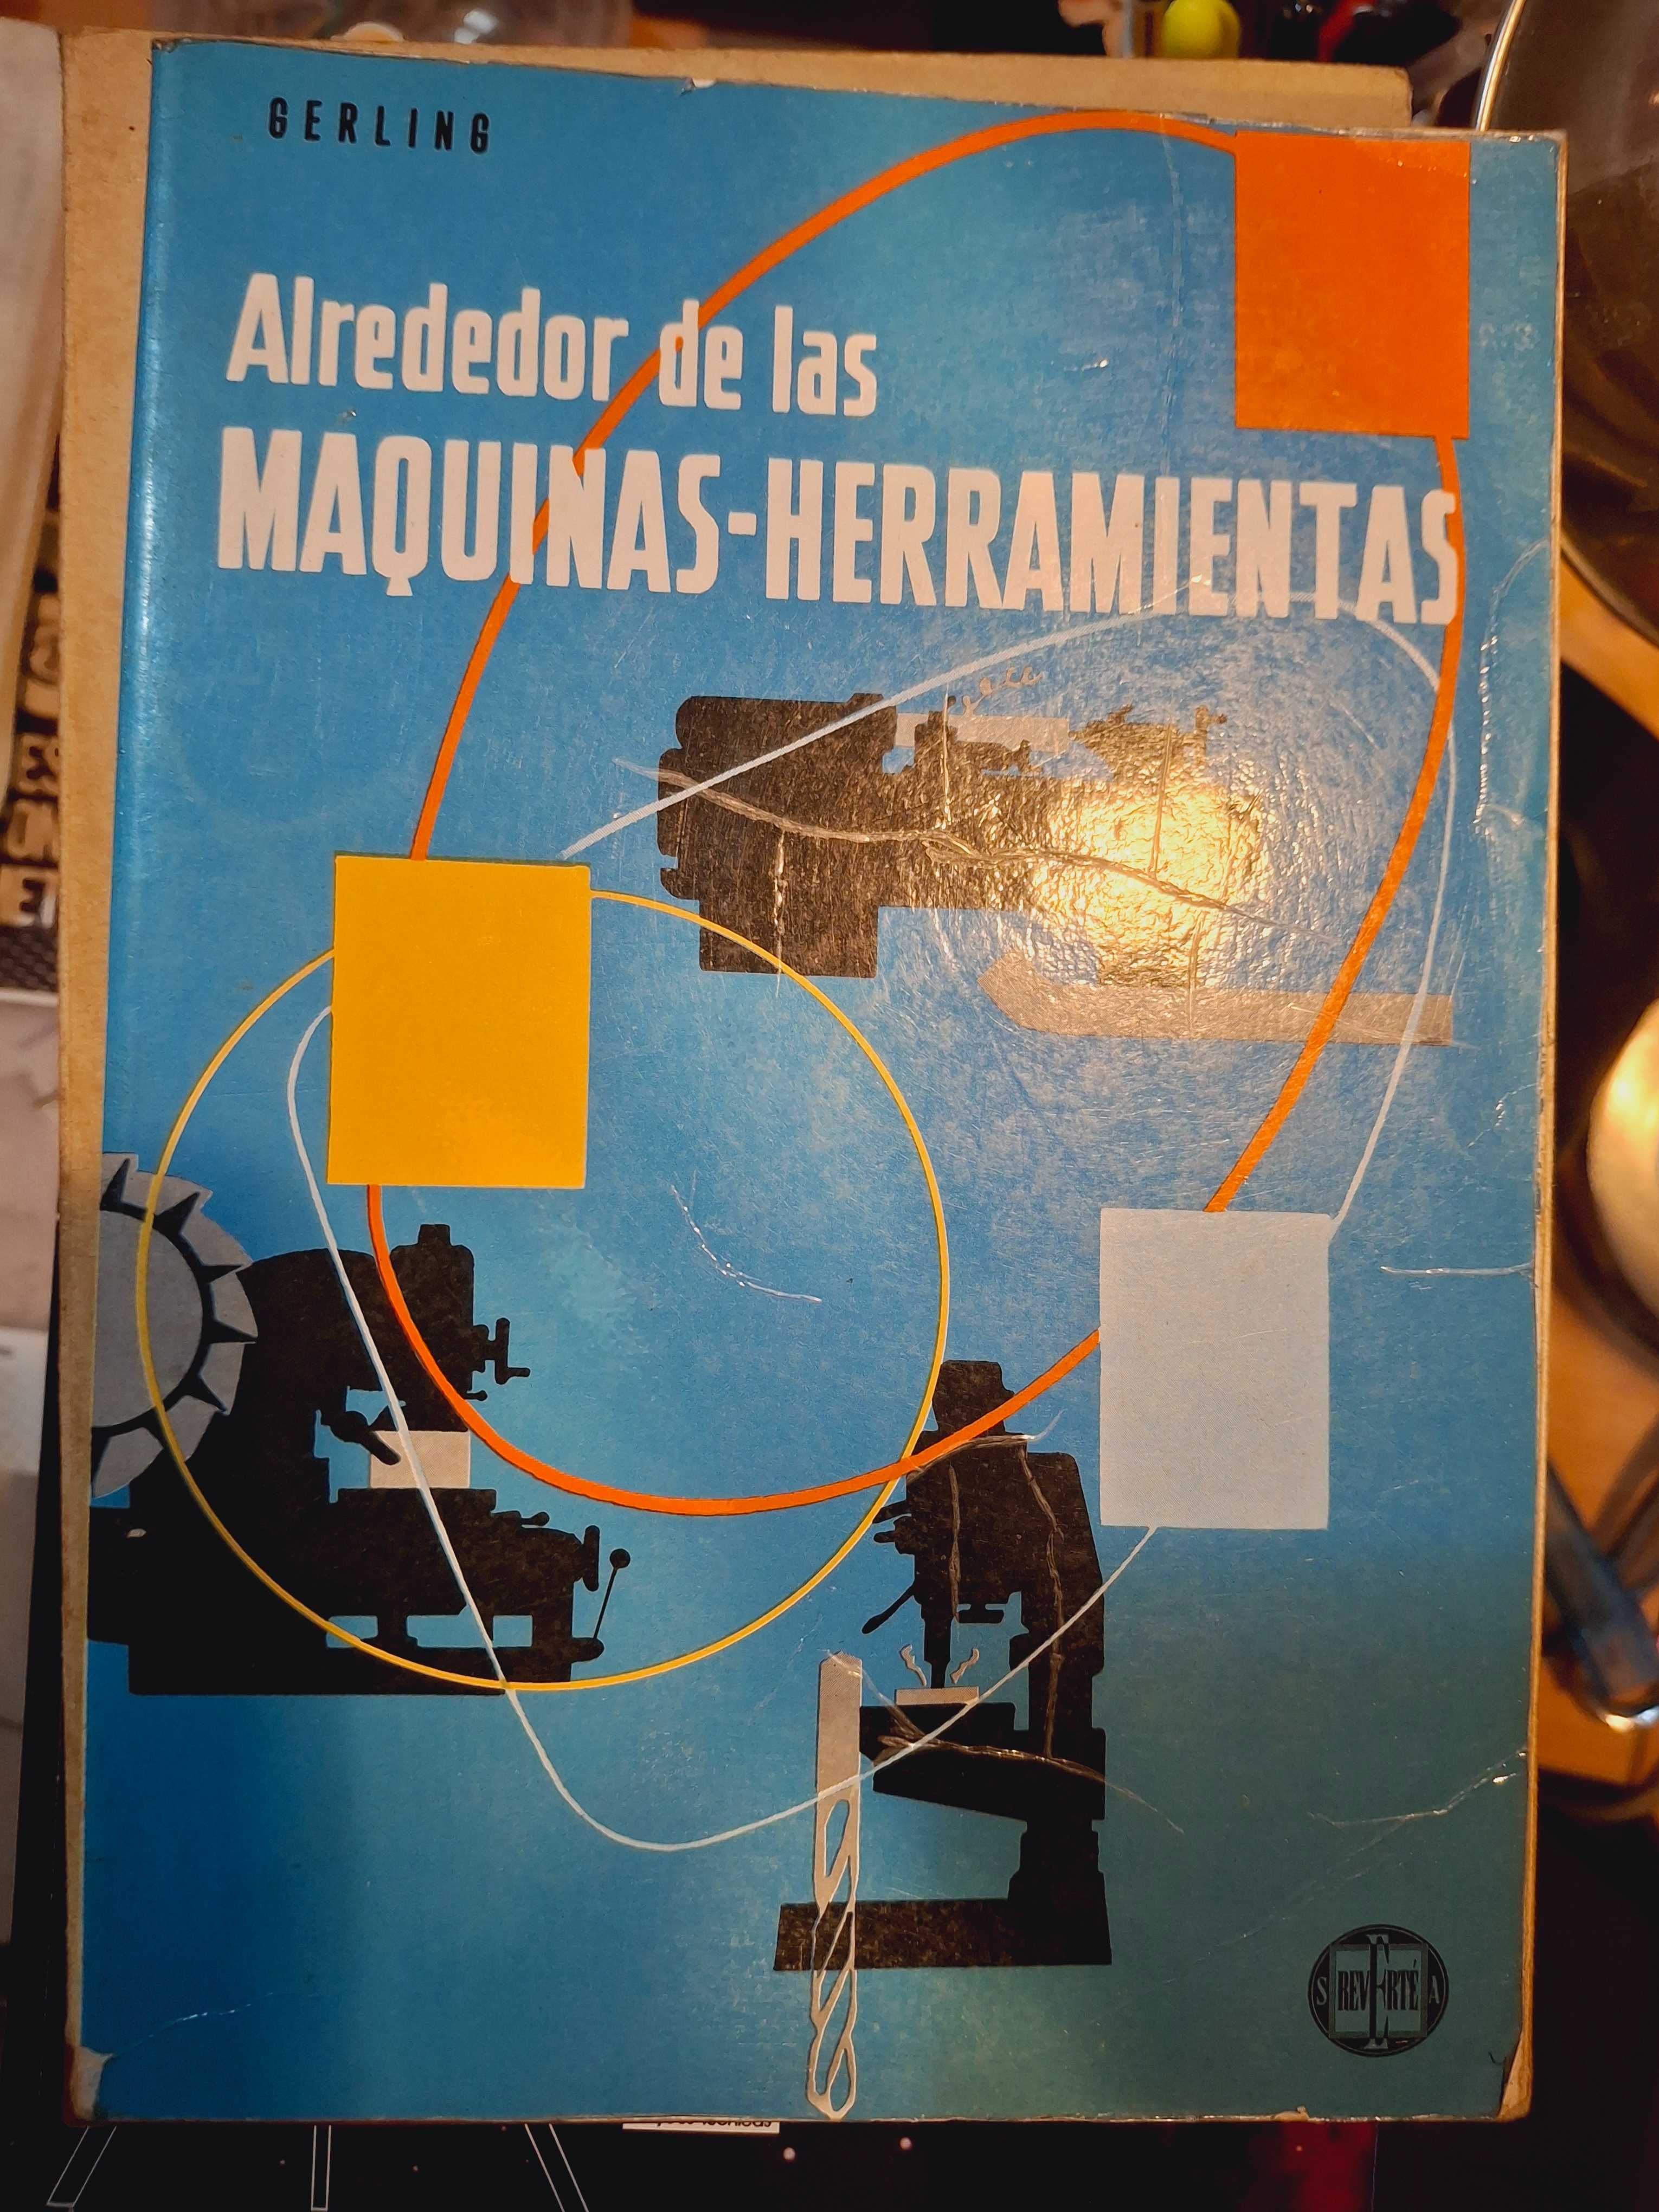 GERLING
Alrededor de las
MAQUINAS-HERRAMIENTAS
S REVERTÉ A